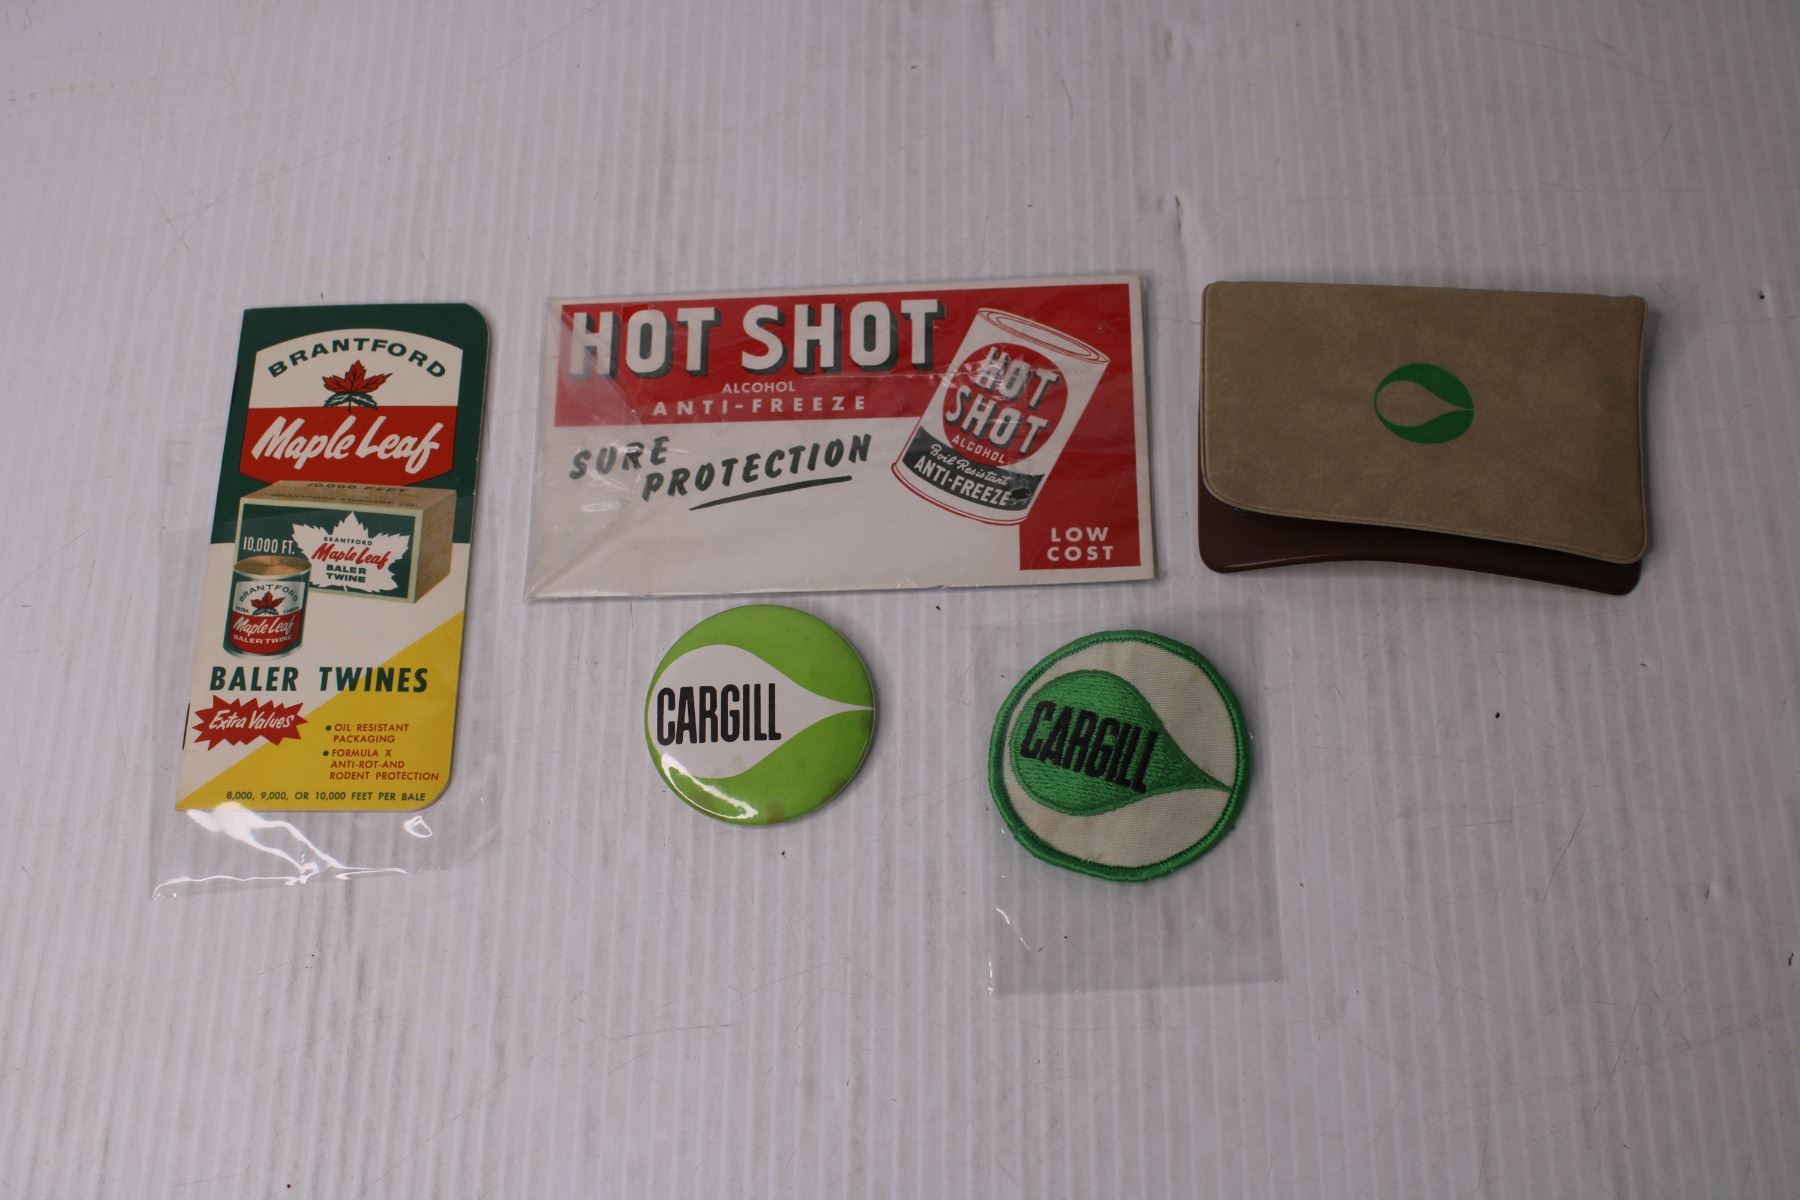 BRANTFORD
Maple Leaf
10,000 FEET
10,000 FT.
BRANTFORD
Maple Leaf
BALER
TWINE
BRANTFORD
EXTRA
Maple Leaf
BALER TWINE
BALER TWINES
Extra Values
• OIL RESISTANT
PACKAGING
• FORMULA X
ANTI-ROT-AND
RODENT PROTECTION
8,000, 9,000, OR 10,000 FEET PER BALE
HOT SHOT
ALCOHOL
ANTI-FREEZE
SURE
PROTECTION
HOT
SHOT
ALCOHOL
Boil Resistant
ANTI-FREEZE
LOW
COST
CARGILL
CARGILL